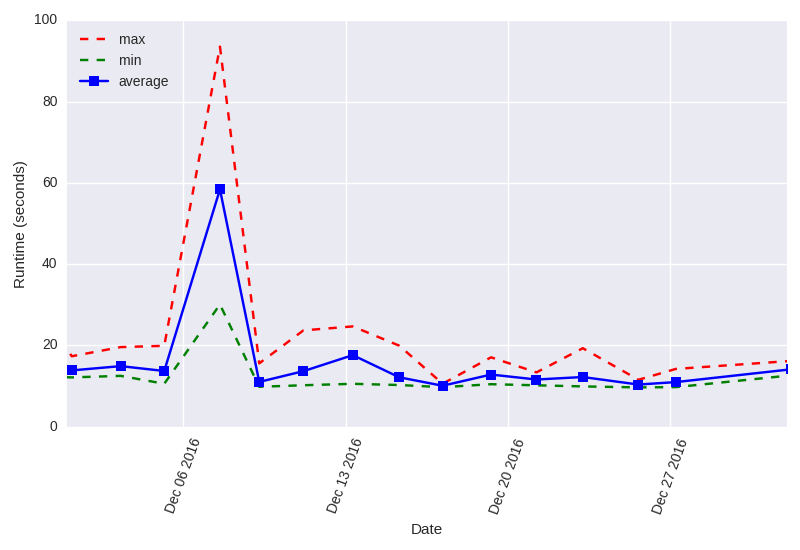 100
80
60
40
20
0
Runtime (seconds)
max
min
average
Dec 06 2016
Dec 13 2016
Dec 20 2016
Dec 27 2016
Date